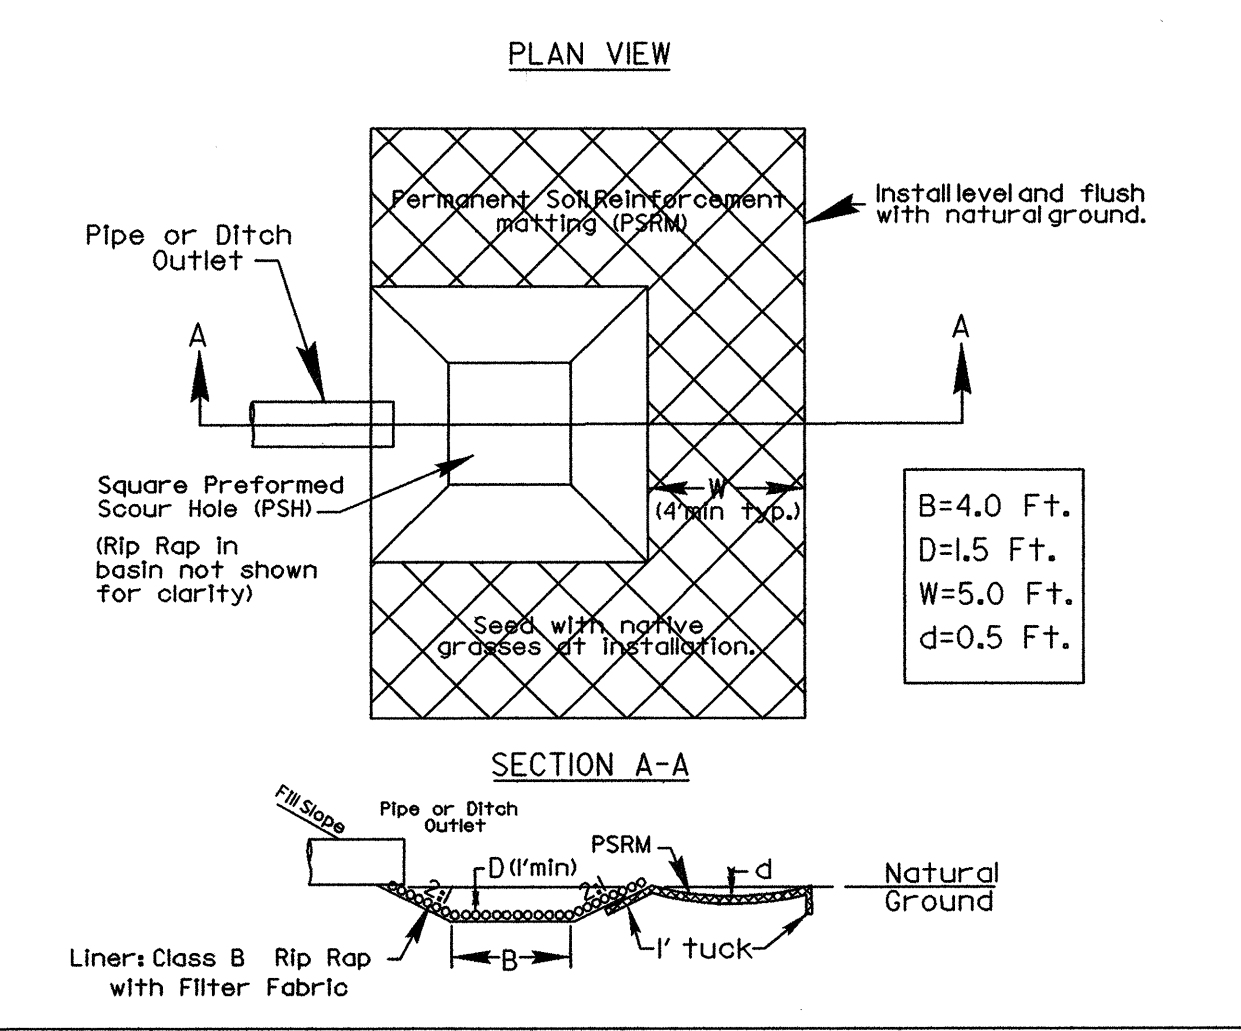 PLAN VIEW
Permanent Soil Reinforcement
matting (PSRM)
Install level and flush
with natural ground.
Pipe or Ditch
Outlet
A
A
Square Preformed
Scour Hole (PSH)
(Rip Rap in
basin not shown
for clarity)
W
(4'min typ.)
B=4.0 Ft.
D=1.5 Ft.
W=5.0 Ft.
d=0.5 Ft.
Seed with native
grasses at installation.
SECTION A-A
Fill Slope
Pipe or Ditch
Outlet
D (1'min)
PSRM
d
2:1
2:1
Natural
Ground
1' tuck
B
Liner: Class B Rip Rap
with Filter Fabric